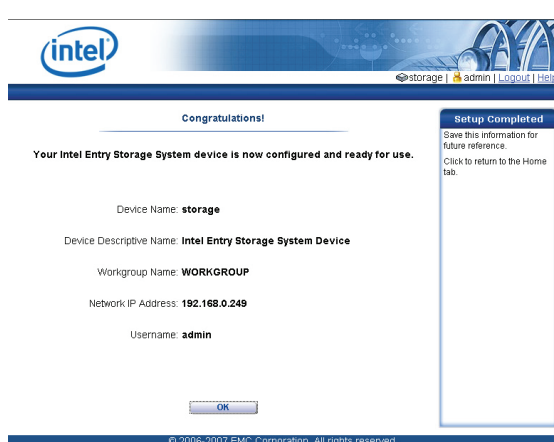 intel
storage | admin | Logout | Help
Congratulations!
Your Intel Entry Storage System device is now configured and ready for use.
Device Name: storage
Device Descriptive Name: Intel Entry Storage System Device
Workgroup Name: WORKGROUP
Network IP Address: 192.168.0.249
Username: admin
OK
Setup Completed
Save this information for
future reference.
Click to return to the Home
tab.
© 2006-2007 EMC Corporation. All rights reserved.